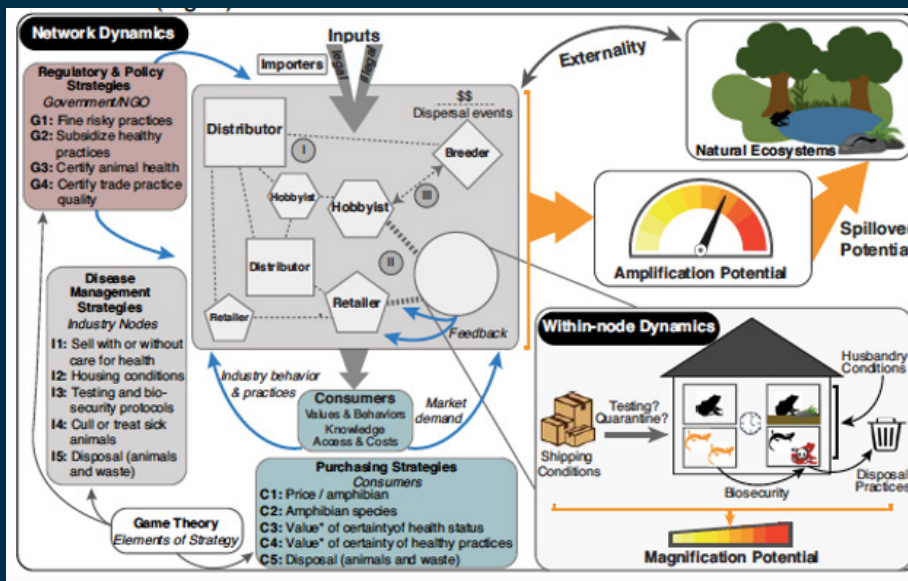 Network Dynamics
Regulatory & Policy
Strategies
Government/NGO
G1: Fine risky practices
G2: Subsidize healthy
practices
G3: Certify animal health
G4: Certify trade practice
quality
Disease
Management
Strategies
Industry Nodes
I1: Sell with or without
care for health
I2: Housing conditions
I3: Testing and bio-
security protocols
I4: Cull or treat sick
animals
I5: Disposal (animals
and waste)
Game Theory
Elements of Strategy
Inputs
Importers
legal
illegal
$$
Dispersal events
Distributor
I
Breeder
Hobbyist
Hobbyist
III
Distributor
II
Retailer
Retailer
Feedback
Industry behavior
& practices
Market
demand
Consumers
Values & Behaviors
Knowledge
Access & Costs
Purchasing Strategies
Consumers
C1: Price / amphibian
C2: Amphibian species
C3: Value* of certainty of health status
C4: Value* of certainty of healthy practices
C5: Disposal (animals and waste)
Externality
Natural Ecosystems
Amplification Potential
Spillover
Potential
Within-node Dynamics
Husbandry
Conditions
Testing?
Quarantine?
Shipping
Conditions
Biosecurity
Disposal
Practices
Magnification Potential